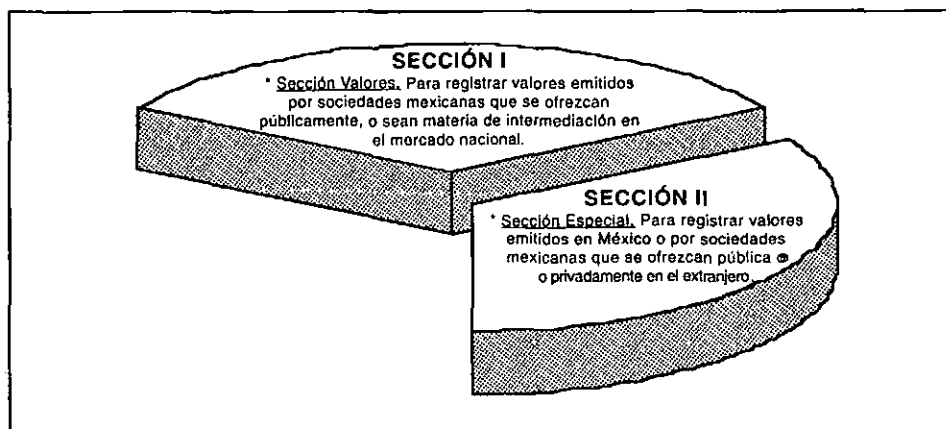 SECCIÓN I
* Sección Valores. Para registrar valores emitidos
por sociedades mexicanas que se ofrezcan
públicamente, o sean materia de intermediación en
el mercado nacional.
SECCIÓN II
* Sección Especial. Para registrar valores
emitidos en México o por sociedades
mexicanas que se ofrezcan pública
o privadamente en el extranjero.